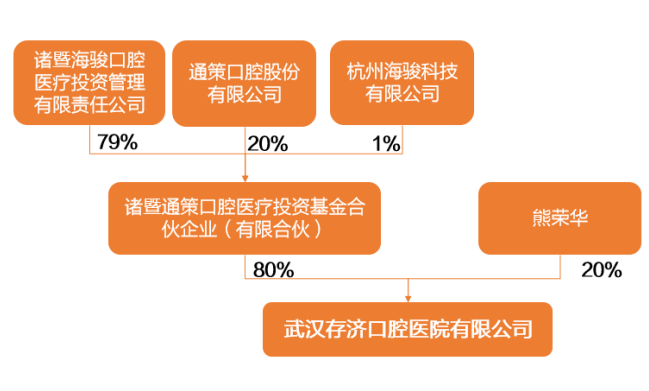 诸暨海骏口腔
医疗投资管理
有限责任公司
通策口腔股份
有限公司
杭州海骏科技
有限公司
79%
20%
1%
诸暨通策口腔医疗投资基金合
伙企业（有限合伙）
熊荣华
80%
20%
武汉存济口腔医院有限公司